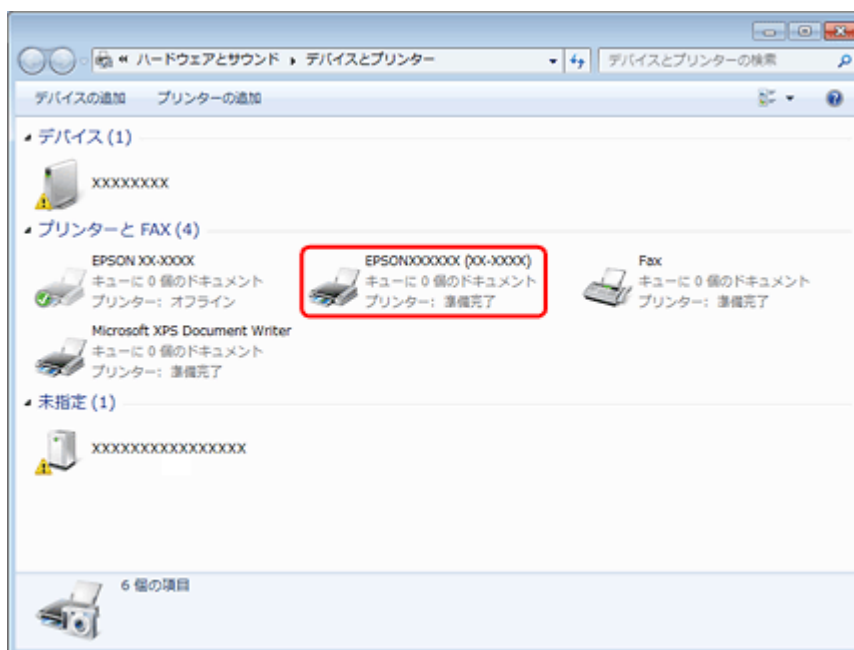 ハードウェアとサウンド ▸ デバイスとプリンター
デバイスとプリンターの検索
デバイスの追加 プリンターの追加
デバイス (1)
XXXXXXXX
プリンターと FAX (4)
EPSON XX-XXXX
キューに 0 個のドキュメント
プリンター: オフライン
EPSONXXXXXX (XX-XXXX)
キューに 0 個のドキュメント
プリンター: 準備完了
Fax
キューに 0 個のドキュメント
プリンター: 準備完了
Microsoft XPS Document Writer
キューに 0 個のドキュメント
プリンター: 準備完了
未指定 (1)
XXXXXXXXXXXXXXXX
6 個の項目